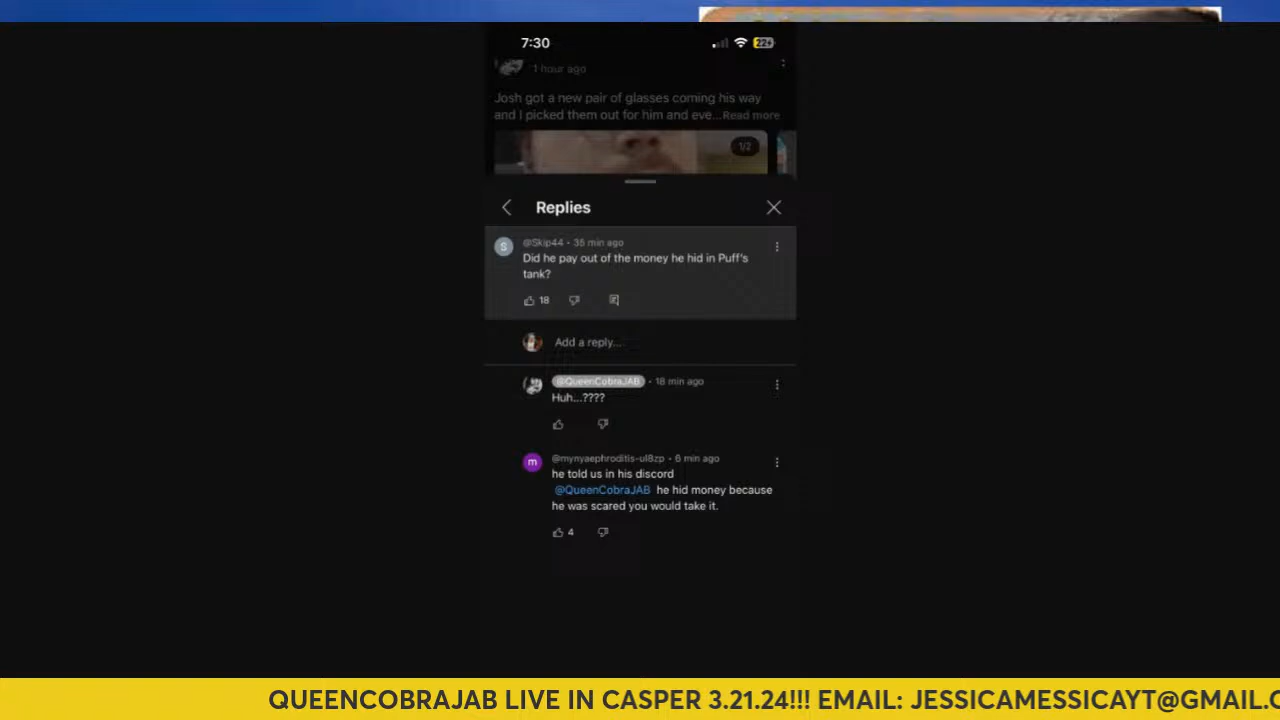 7:30
22+
1 hour ago
Josh got a new pair of glasses coming his way
and I picked them out for him and eve...Read more
1/2
Replies
S
@Skip44 • 35 min ago
Did he pay out of the money he hid in Puff's
tank?
18
Add a reply...
@QueenCobraJAB • 18 min ago
Huh...????
m
@mynyaephroditis-ul8zp • 6 min ago
he told us in his discord
@QueenCobraJAB he hid money because
he was scared you would take it.
4
QUEENCOBRAJAB LIVE IN CASPER 3.21.24!!! EMAIL: JESSICAMESSICAYT@GMAIL.C